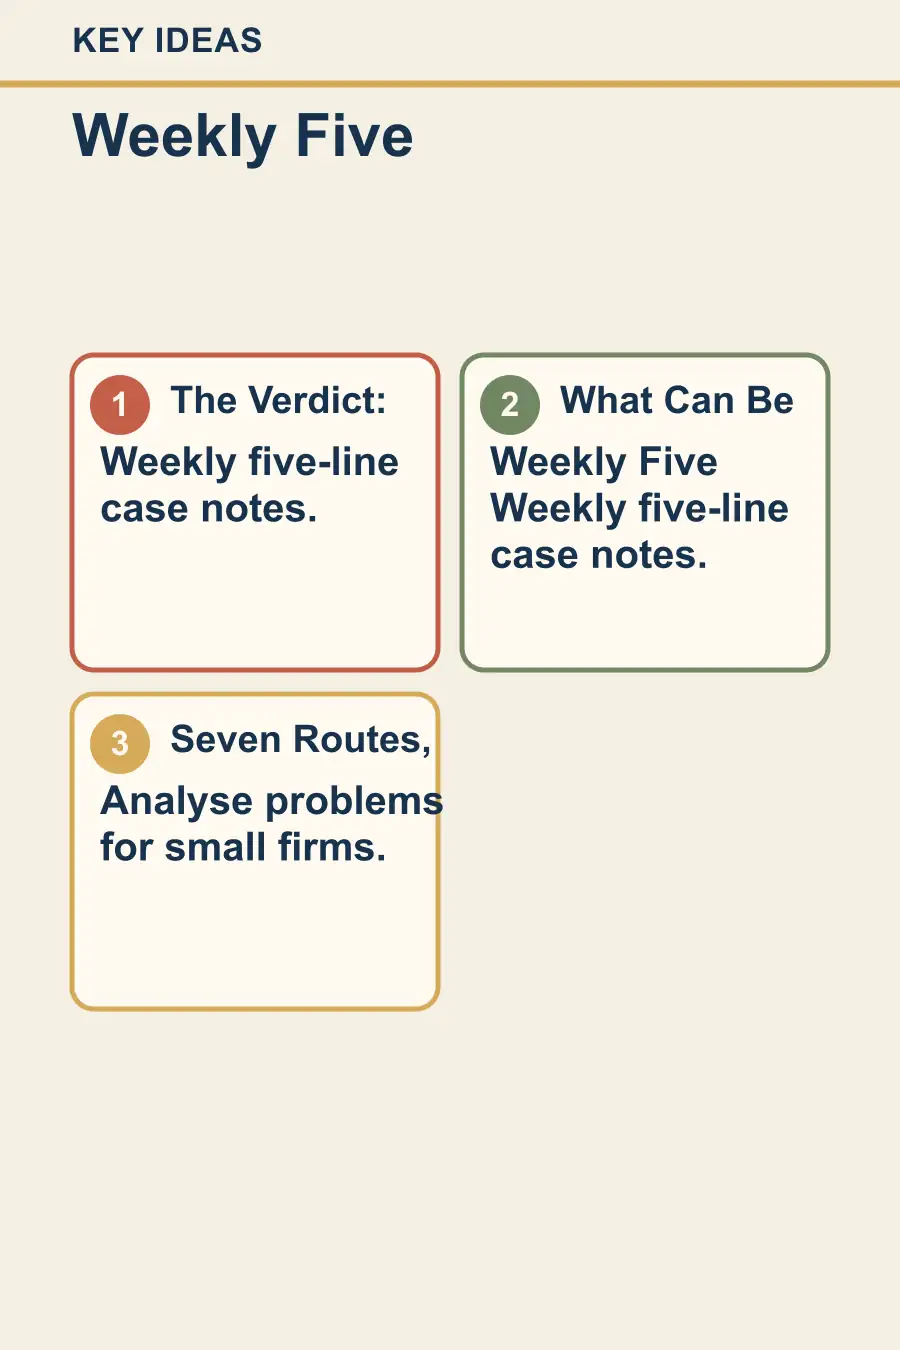 KEY IDEAS
Weekly Five
1 The Verdict:
Weekly five-line
case notes.
2 What Can Be
Weekly Five
Weekly five-line
case notes.
3 Seven Routes,
Analyse problems
for small firms.